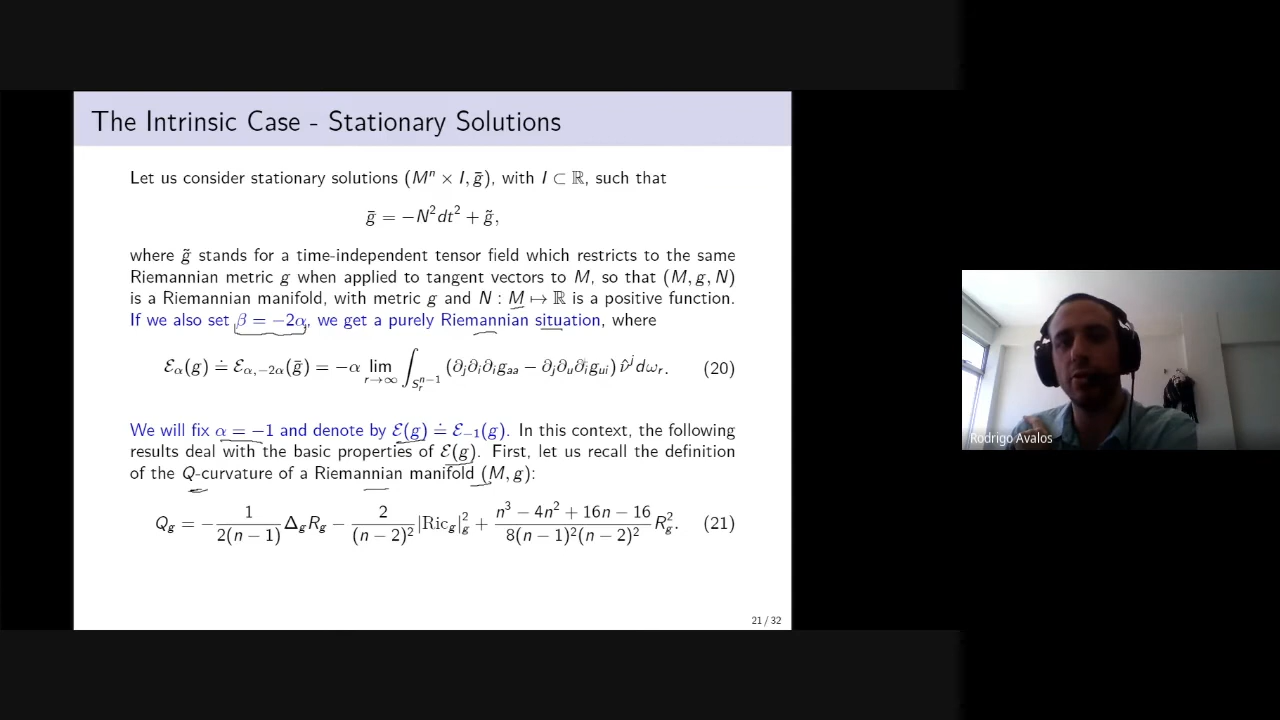 The Intrinsic Case - Stationary Solutions
Let us consider stationary solutions (Mⁿ × I, ḡ), with I ⊂ ℝ, such that
ḡ = −N²dt² + g̃,
where g̃ stands for a time-independent tensor field which restricts to the same
Riemannian metric g when applied to tangent vectors to M, so that (M, g, N)
is a Riemannian manifold, with metric g and N : M ↦ ℝ is a positive function.
If we also set β = −2α, we get a purely Riemannian situation, where
ℰ_α(g) ≐ ℰ_{α,−2α}(ḡ) = −α lim_{r→∞} ∫_{S_r^{n−1}} (∂_j∂_i∂_i g_{aa} − ∂_j∂_u∂_i g_{ui}) ν̂^j dω_r. (20)
We will fix α = −1 and denote by ℰ(g) ≐ ℰ_{−1}(g). In this context, the following
results deal with the basic properties of ℰ(g). First, let us recall the definition
of the Q-curvature of a Riemannian manifold (M, g):
Q_g = − 1/(2(n − 1)) Δ_g R_g − 2/(n − 2)² |Ric_g|²_g + (n³ − 4n² + 16n − 16)/(8(n − 1)²(n − 2)²) R²_g. (21)
21 / 32
Rodrigo Avalos